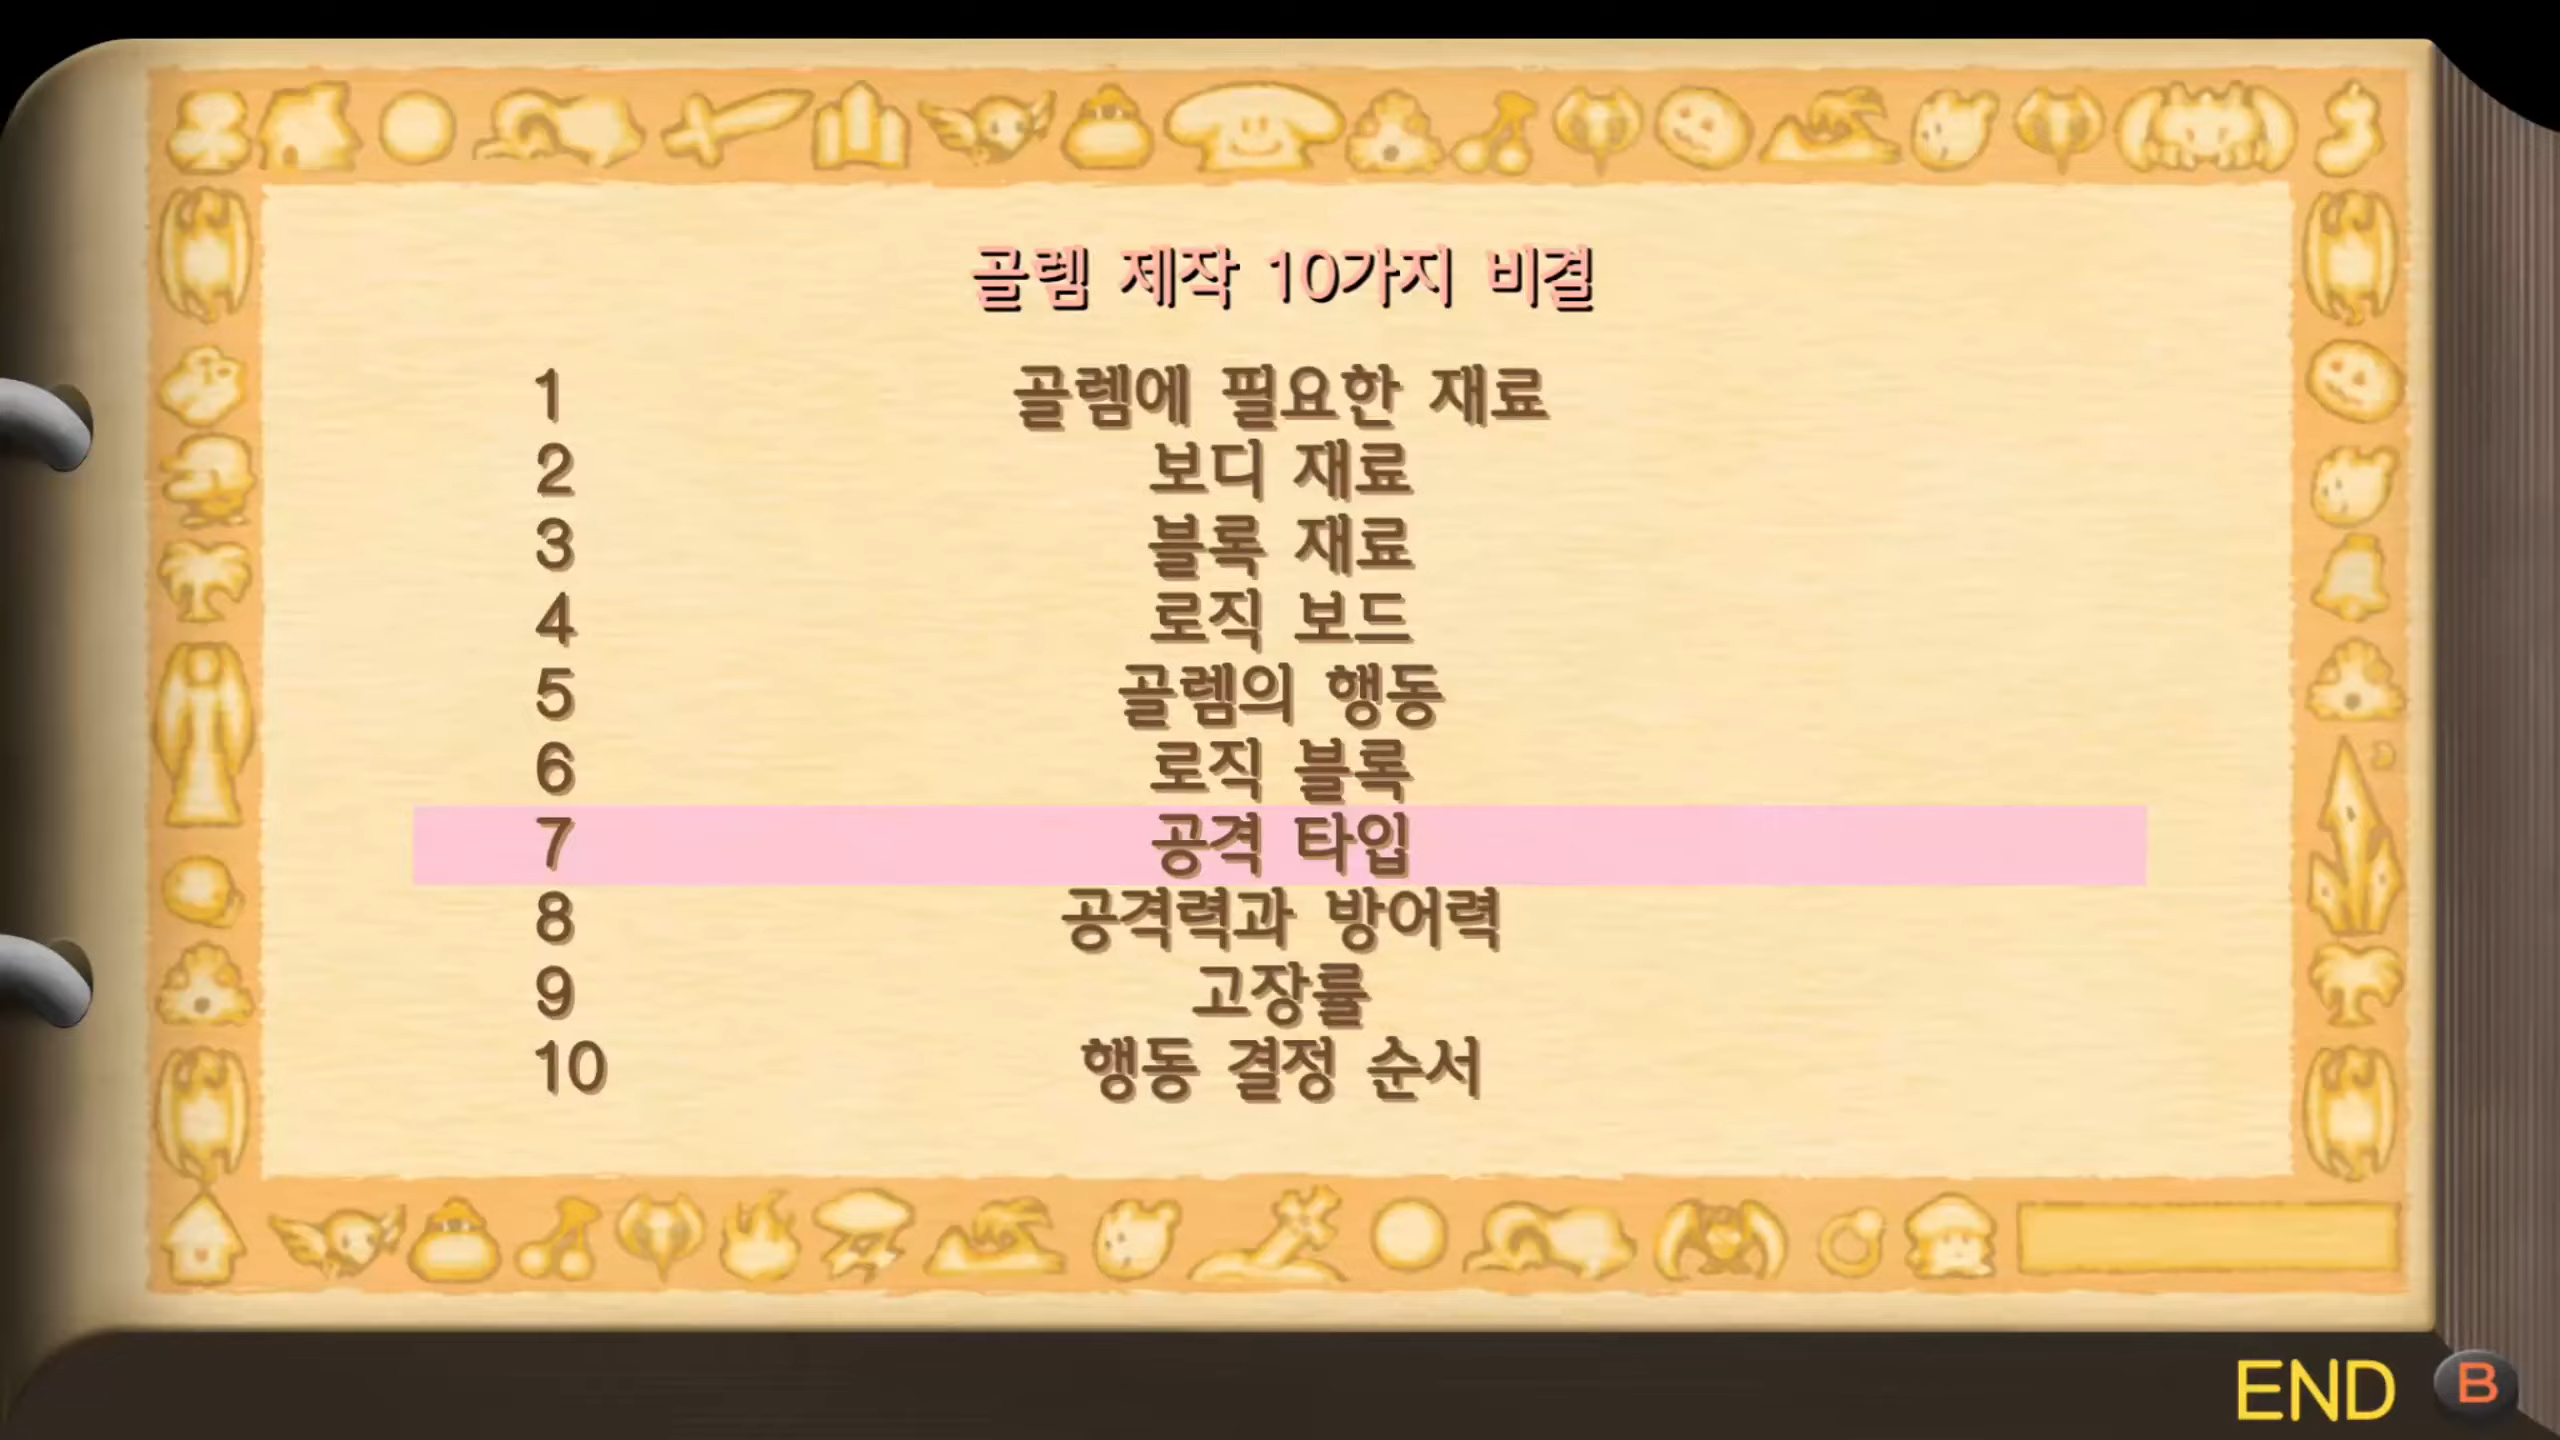 골렘 제작 10가지 비결
1 골렘에 필요한 재료
2 보디 재료
3 블록 재료
4 로직 보드
5 골렘의 행동
6 로직 블록
7 공격 타입
8 공격력과 방어력
9 고장률
10 행동 결정 순서
END B